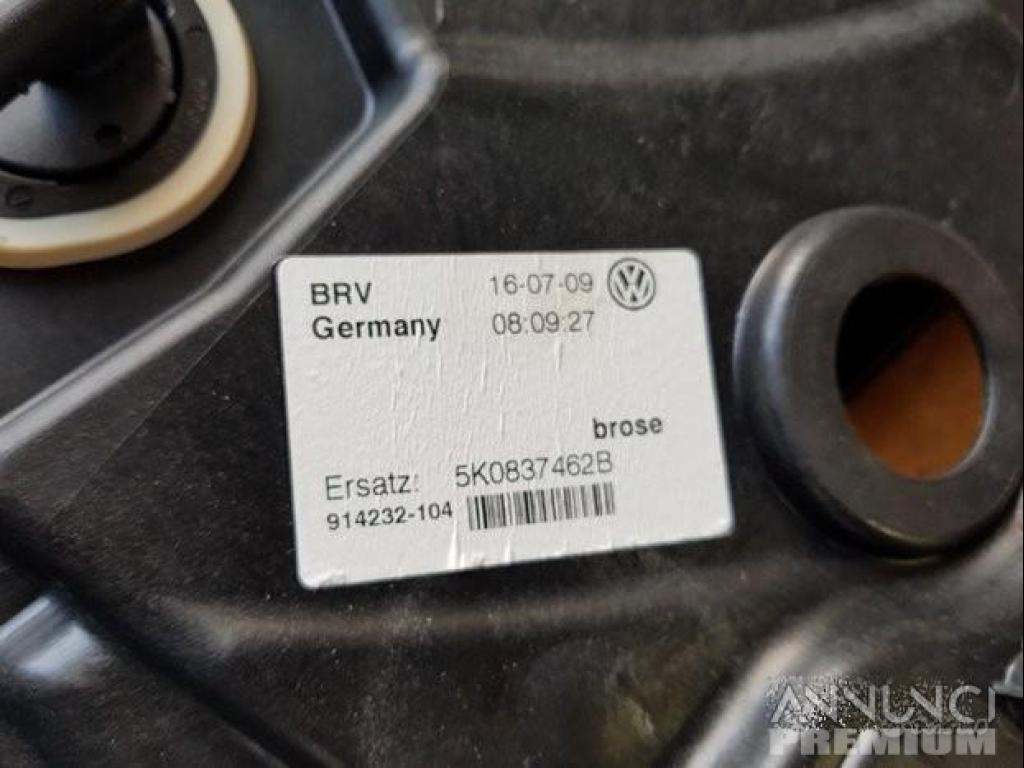 BRV 16-07-09
Germany 08:09:27
brose
Ersatz: 5K0837462B
914232-104
ANNUNCI
PREMIUM